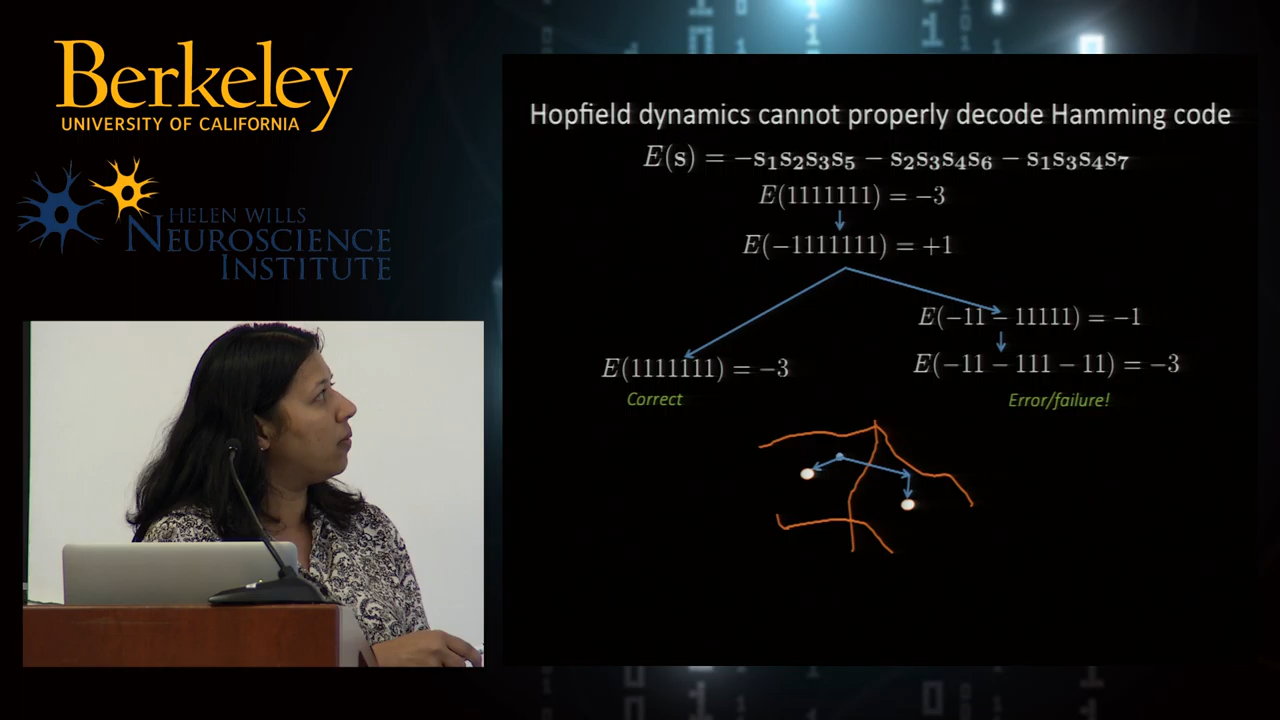 Berkeley
UNIVERSITY OF CALIFORNIA
HELEN WILLS
NEUROSCIENCE
INSTITUTE
Hopfield dynamics cannot properly decode Hamming code
E(s) = −s₁s₂s₃s₅ − s₂s₃s₄s₆ − s₁s₃s₄s₇
E(1111111) = −3
E(−1111111) = +1
E(−11 − 11111) = −1
E(1111111) = −3
E(−11 − 111 − 11) = −3
Correct
Error/failure!